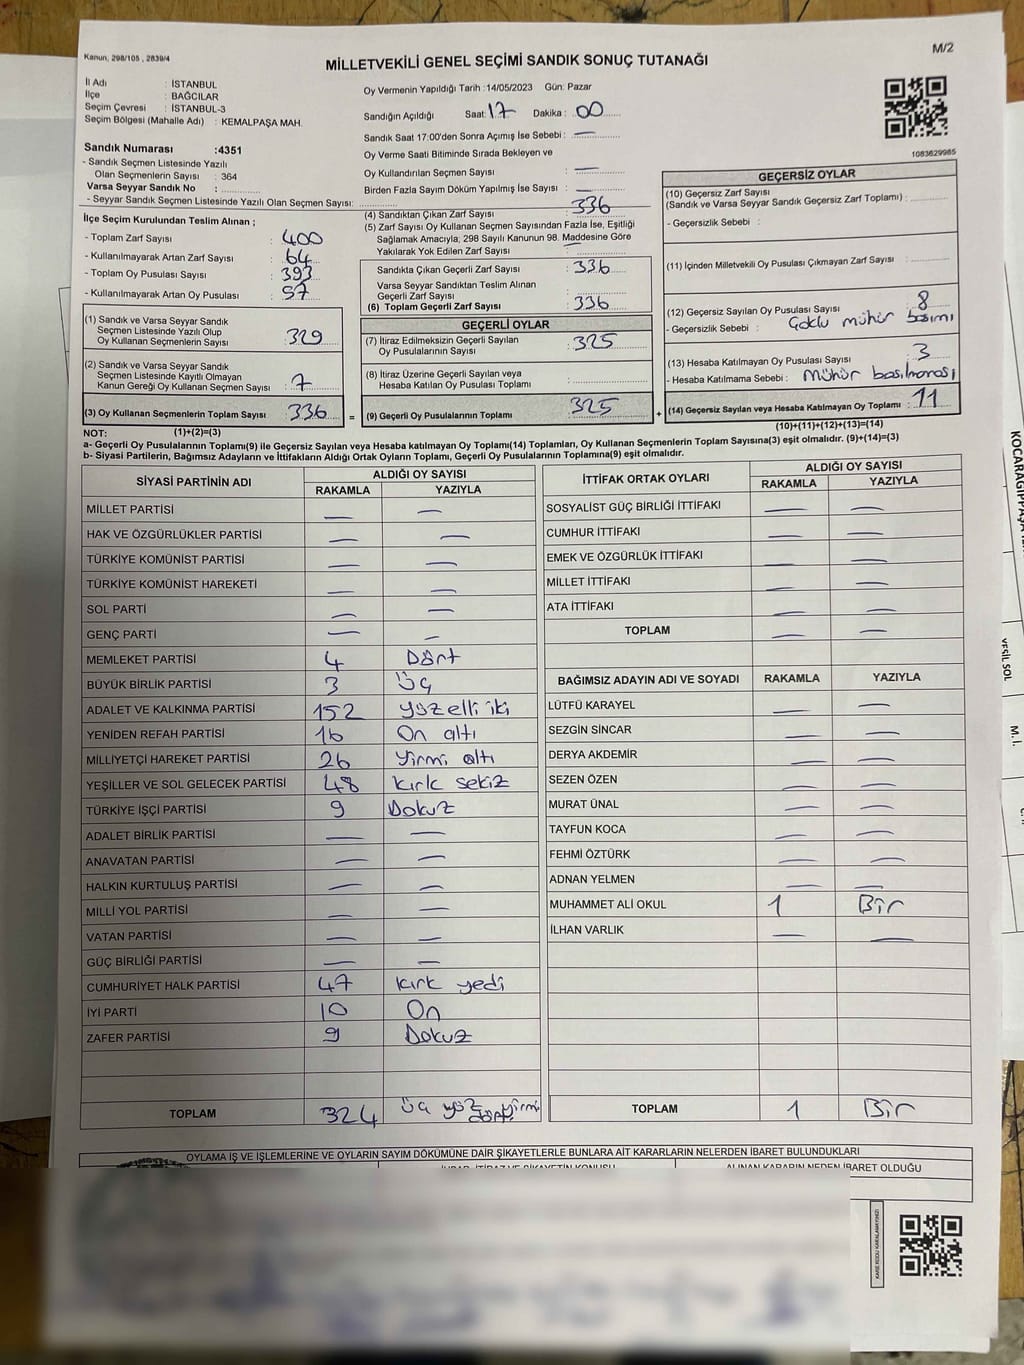 Kanun, 298/105 , 2839/4
M/2
MİLLETVEKİLİ GENEL SEÇİMİ SANDIK SONUÇ TUTANAĞI
İl Adı : İSTANBUL
İlçe : BAĞCILAR
Seçim Çevresi : İSTANBUL-3
Seçim Bölgesi (Mahalle Adı) : KEMALPAŞA MAH.
Sandık Numarası :4351
- Sandık Seçmen Listesinde Yazılı
Olan Seçmenlerin Sayısı : 364
Varsa Seyyar Sandık No :
- Seyyar Sandık Seçmen Listesinde Yazılı Olan Seçmen Sayısı:
İlçe Seçim Kurulundan Teslim Alınan ;
- Toplam Zarf Sayısı : 400
- Kullanılmayarak Artan Zarf Sayısı : 64
- Toplam Oy Pusulası Sayısı : 393
- Kullanılmayarak Artan Oy Pusulası : 57
(1) Sandık ve Varsa Seyyar Sandık
Seçmen Listesinde Yazılı Olup
Oy Kullanan Seçmenlerin Sayısı : 329
(2) Sandık ve Varsa Seyyar Sandık
Seçmen Listesinde Kayıtlı Olmayan
Kanun Gereği Oy Kullanan Seçmen Sayısı : 7
(3) Oy Kullanan Seçmenlerin Toplam Sayısı : 336 =
Oy Vermenin Yapıldığı Tarih :14/05/2023 Gün: Pazar
Sandığın Açıldığı Saat: 17 Dakika : 00
Sandık Saat 17:00'den Sonra Açmış İse Sebebi : —
Oy Verme Saati Bitiminde Sırada Bekleyen ve
Oy Kullandırılan Seçmen Sayısı : —
Birden Fazla Sayım Döküm Yapılmış İse Sayısı : —
(4) Sandıktan Çıkan Zarf Sayısı : 336
(5) Zarf Sayısı Oy Kullanan Seçmen Sayısından Fazla İse, Eşitliği
Sağlamak Amacıyla, 298 Sayılı Kanunun 98. Maddesine Göre
Yakılarak Yok Edilen Zarf Sayısı : —
Sandıkta Çıkan Geçerli Zarf Sayısı : 336
Varsa Seyyar Sandıktan Teslim Alınan
Geçerli Zarf Sayısı :
(6) Toplam Geçerli Zarf Sayısı : 336
GEÇERLİ OYLAR
(7) İtiraz Edilmeksizin Geçerli Sayılan
Oy Pusulalarının Sayısı : 325
(8) İtiraz Üzerine Geçerli Sayılan veya
Hesaba Katılan Oy Pusulası Toplamı :
(9) Geçerli Oy Pusulalarının Toplamı : 325 +
1083629985
GEÇERSİZ OYLAR
(10) Geçersiz Zarf Sayısı
(Sandık ve Varsa Seyyar Sandık Geçersiz Zarf Toplamı) :
- Geçersizlik Sebebi :
(11) İçinden Milletvekili Oy Pusulası Çıkmayan Zarf Sayısı :
(12) Geçersiz Sayılan Oy Pusulası Sayısı : 8
- Geçersizlik Sebebi : Çoklu mühür basımı
(13) Hesaba Katılmayan Oy Pusulası Sayısı : 3
- Hesaba Katılmama Sebebi : Mühür basılmaması
(14) Geçersiz Sayılan veya Hesaba Katılmayan Oy Toplamı : 11
(10)+(11)+(12)+(13)=(14)
NOT: (1)+(2)=(3)
a- Geçerli Oy Pusulalarının Toplamı(9) ile Geçersiz Sayılan veya Hesaba katılmayan Oy Toplamı(14) Toplamları, Oy Kullanan Seçmenlerin Toplam Sayısına(3) eşit olmalıdır. (9)+(14)=(3)
b- Siyasi Partilerin, Bağımsız Adayların ve İttifakların Aldığı Ortak Oyların Toplamı, Geçerli Oy Pusulalarının Toplamına(9) eşit olmalıdır.
SİYASİ PARTİNİN ADI ALDIĞI OY SAYISI
RAKAMLA YAZIYLA
MİLLET PARTİSİ — —
HAK VE ÖZGÜRLÜKLER PARTİSİ — —
TÜRKİYE KOMÜNİST PARTİSİ — —
TÜRKİYE KOMÜNİST HAREKETİ — —
SOL PARTİ — —
GENÇ PARTİ — —
MEMLEKET PARTİSİ 4 Dört
BÜYÜK BİRLİK PARTİSİ 3 Üç
ADALET VE KALKINMA PARTİSİ 152 yüzelli iki
YENİDEN REFAH PARTİSİ 16 On altı
MİLLİYETÇİ HAREKET PARTİSİ 26 Yirmi altı
YEŞİLLER VE SOL GELECEK PARTİSİ 48 kırk sekiz
TÜRKİYE İŞÇİ PARTİSİ 9 Dokuz
ADALET BİRLİK PARTİSİ — —
ANAVATAN PARTİSİ — —
HALKIN KURTULUŞ PARTİSİ — —
MİLLİ YOL PARTİSİ — —
VATAN PARTİSİ — —
GÜÇ BİRLİĞİ PARTİSİ — —
CUMHURİYET HALK PARTİSİ 47 kırk yedi
İYİ PARTİ 10 On
ZAFER PARTİSİ 9 Dokuz
TOPLAM 324 üç yüz yirmi dört
İTTİFAK ORTAK OYLARI ALDIĞI OY SAYISI
RAKAMLA YAZIYLA
SOSYALİST GÜÇ BİRLİĞİ İTTİFAKI — —
CUMHUR İTTİFAKI — —
EMEK VE ÖZGÜRLÜK İTTİFAKI — —
MİLLET İTTİFAKI — —
ATA İTTİFAKI — —
TOPLAM — —
BAĞIMSIZ ADAYIN ADI VE SOYADI RAKAMLA YAZIYLA
LÜTFÜ KARAYEL — —
SEZGİN SİNCAR — —
DERYA AKDEMİR — —
SEZEN ÖZEN — —
MURAT ÜNAL — —
TAYFUN KOCA — —
FEHMİ ÖZTÜRK — —
ADNAN YELMEN — —
MUHAMMET ALİ OKUL 1 Bir
İLHAN VARLIK — —
TOPLAM 1 Bir
OYLAMA İŞ VE İŞLEMLERİNE VE OYLARIN SAYIM DÖKÜMÜNE DAİR ŞİKAYETLERLE BUNLARA AİT KARARLARIN NELERDEN İBARET BULUNDUKLARI
İHBAR, İTİRAZ VE ŞİKAYETİN KONUSU ALINAN KARARIN NEDEN İBARET OLDUĞU
YEŞİL SOL
M.İ.